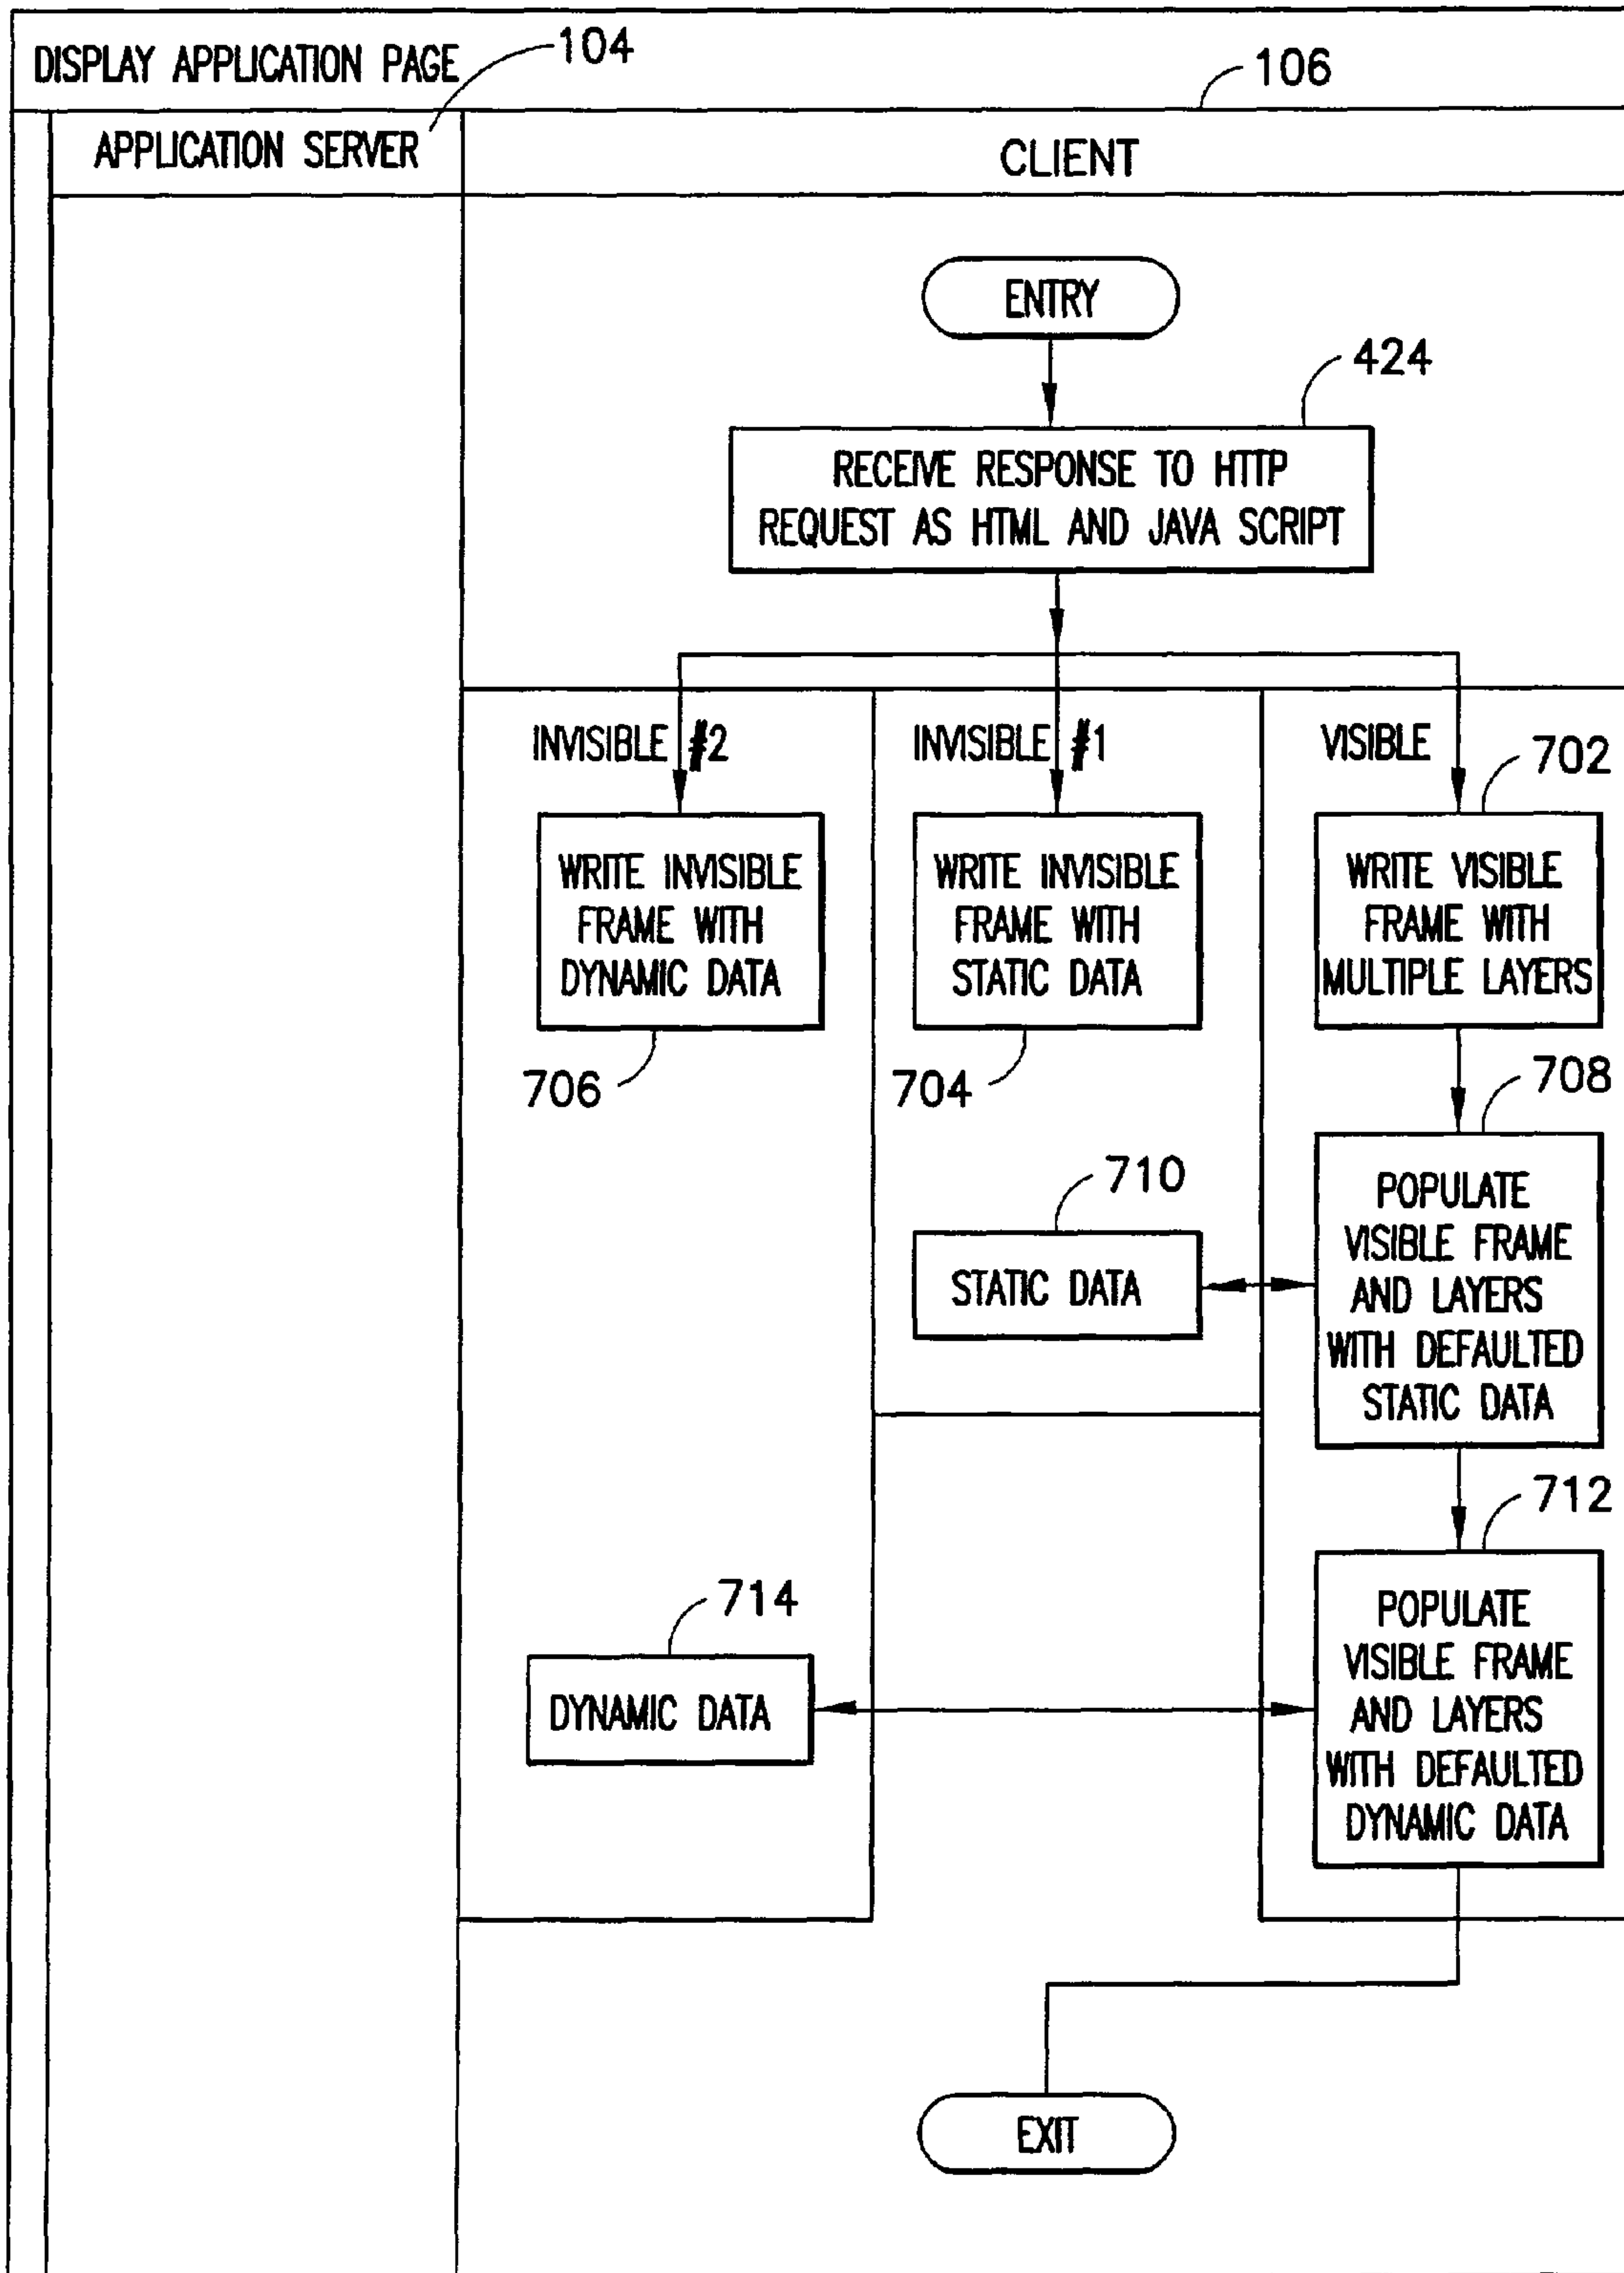 DISPLAY APPLICATION PAGE
104
106
APPLICATION SERVER
CLIENT
ENTRY
424
RECEIVE RESPONSE TO HTTP
REQUEST AS HTML AND JAVA SCRIPT
INVISIBLE #2
INVISIBLE #1
VISIBLE
702
WRITE INVISIBLE
FRAME WITH
DYNAMIC DATA
706
WRITE INVISIBLE
FRAME WITH
STATIC DATA
704
WRITE VISIBLE
FRAME WITH
MULTIPLE LAYERS
708
710
STATIC DATA
POPULATE
VISIBLE FRAME
AND LAYERS
WITH DEFAULTED
STATIC DATA
712
714
DYNAMIC DATA
POPULATE
VISIBLE FRAME
AND LAYERS
WITH DEFAULTED
DYNAMIC DATA
EXIT